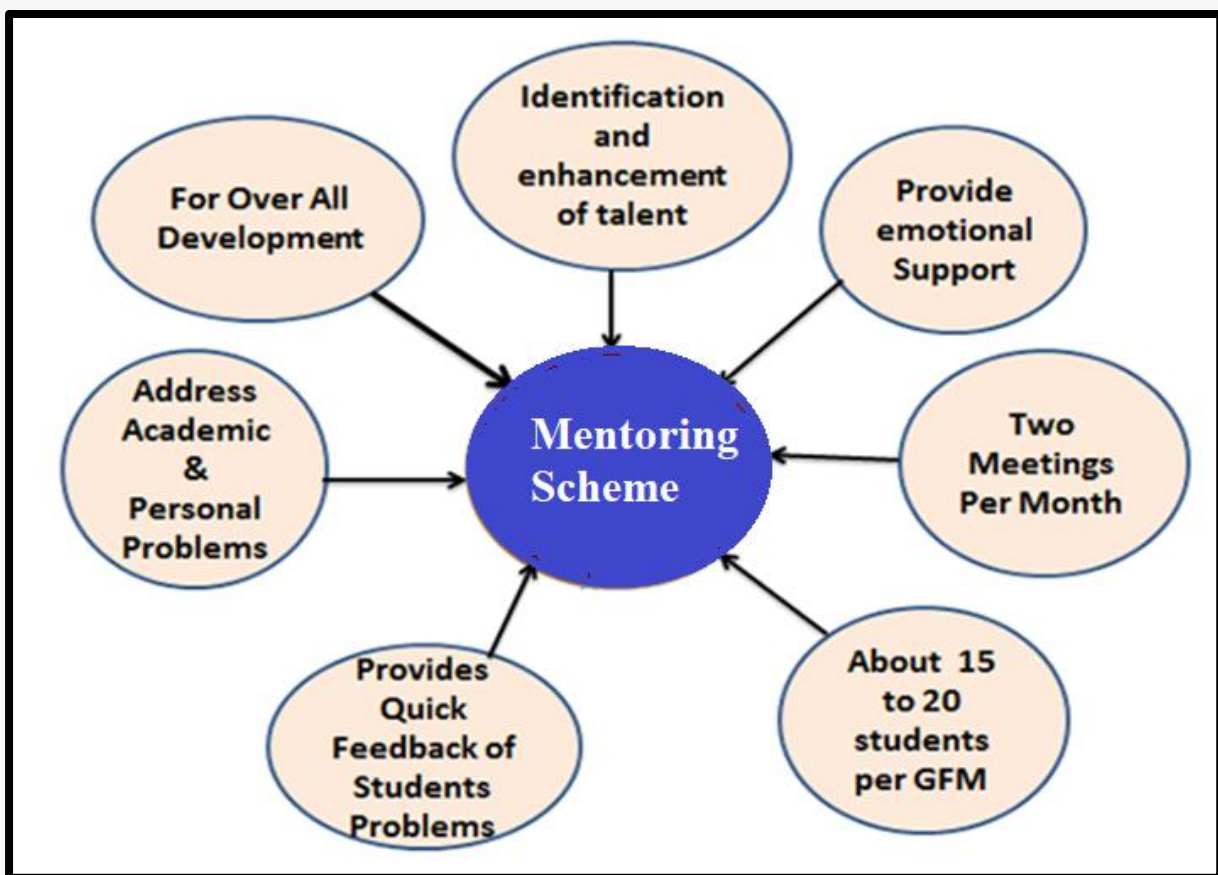 Identification
and
enhancement
of talent
For Over All
Development
Provide
emotional
Support
Address
Academic
&
Personal
Problems
Mentoring
Scheme
Two
Meetings
Per Month
Provides
Quick
Feedback of
Students
Problems
About 15
to 20
students
per GFM